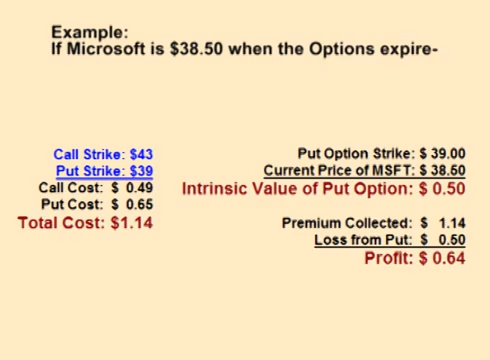 Example:
If Microsoft is $38.50 when the Options expire-
Call Strike: $43
Put Strike: $39
Call Cost: $ 0.49
Put Cost: $ 0.65
Total Cost: $1.14
Put Option Strike: $ 39.00
Current Price of MSFT: $ 38.50
Intrinsic Value of Put Option: $ 0.50
Premium Collected: $ 1.14
Loss from Put: $ 0.50
Profit: $ 0.64